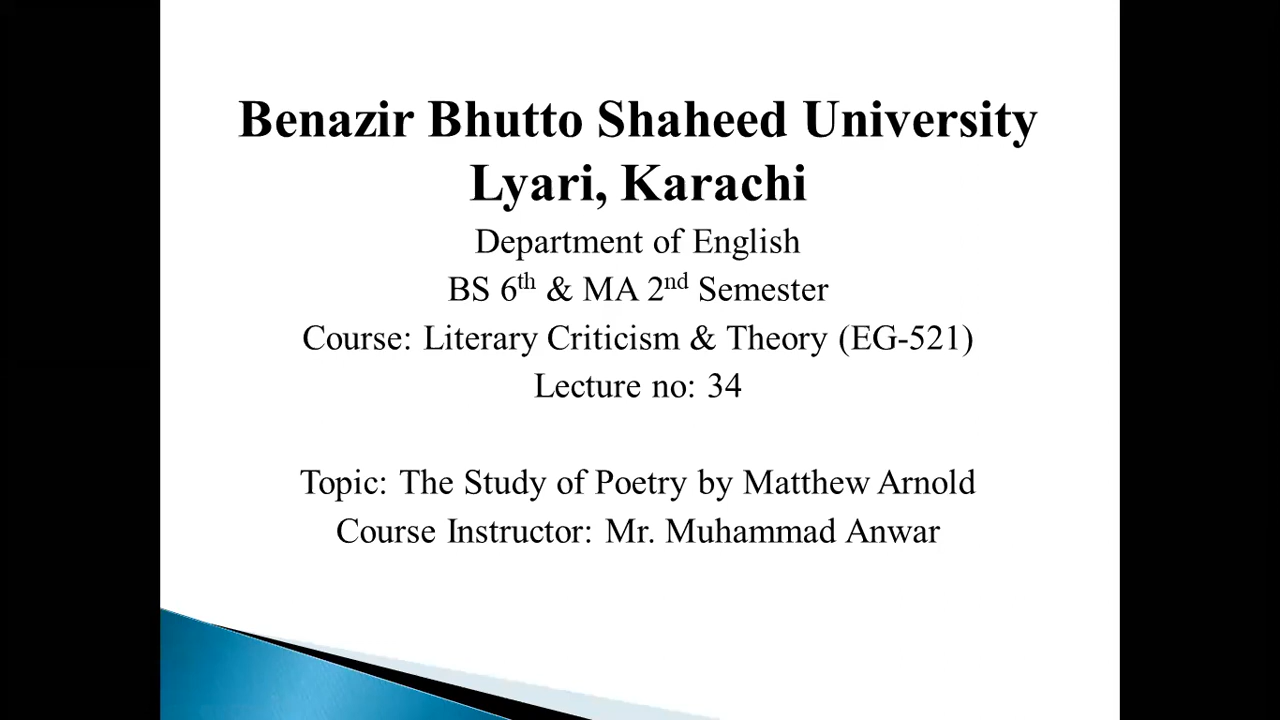 Benazir Bhutto Shaheed University
Lyari, Karachi
Department of English
BS 6th & MA 2nd Semester
Course: Literary Criticism & Theory (EG-521)
Lecture no: 34
Topic: The Study of Poetry by Matthew Arnold
Course Instructor: Mr. Muhammad Anwar